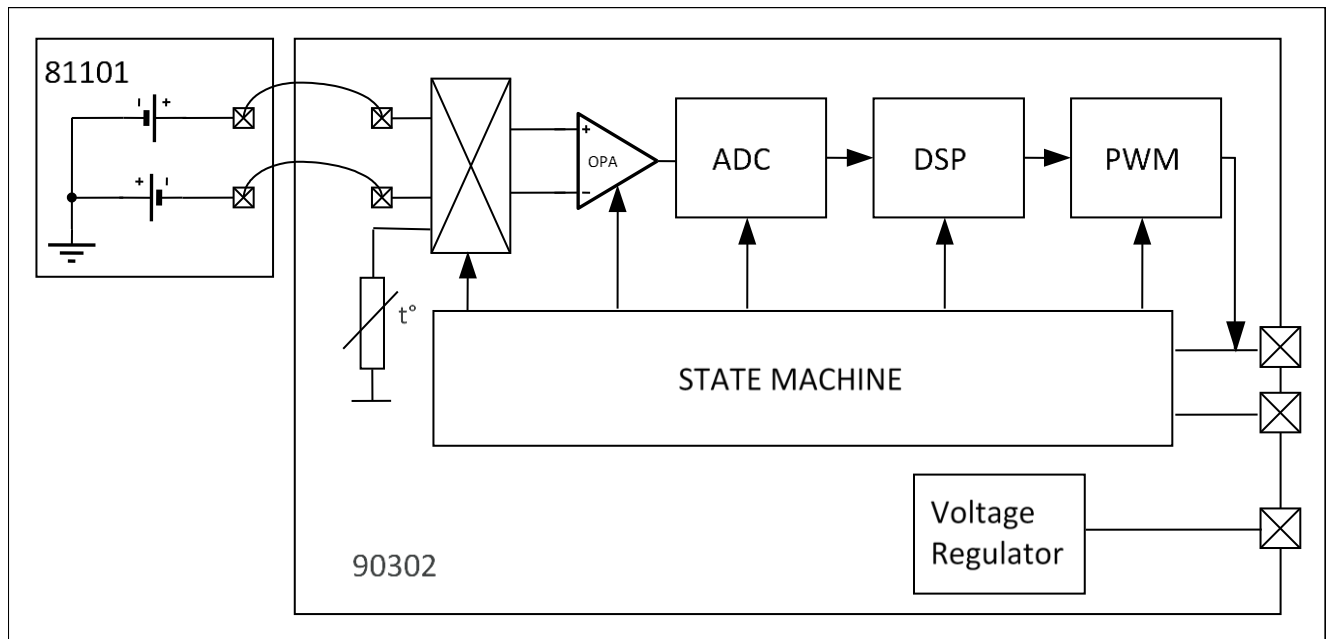 81101
ADC
DSP
PWM
OPA
t°
STATE MACHINE
Voltage
Regulator
90302